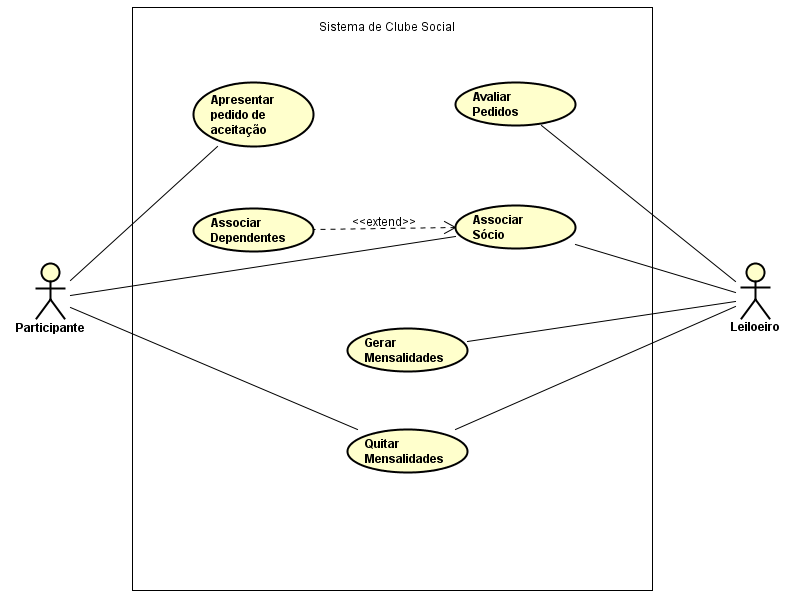 Sistema de Clube Social
Apresentar
pedido de
aceitação
Avaliar
Pedidos
Associar
Dependentes
<<extend>>
Associar
Sócio
Participante
Leiloeiro
Gerar
Mensalidades
Quitar
Mensalidades